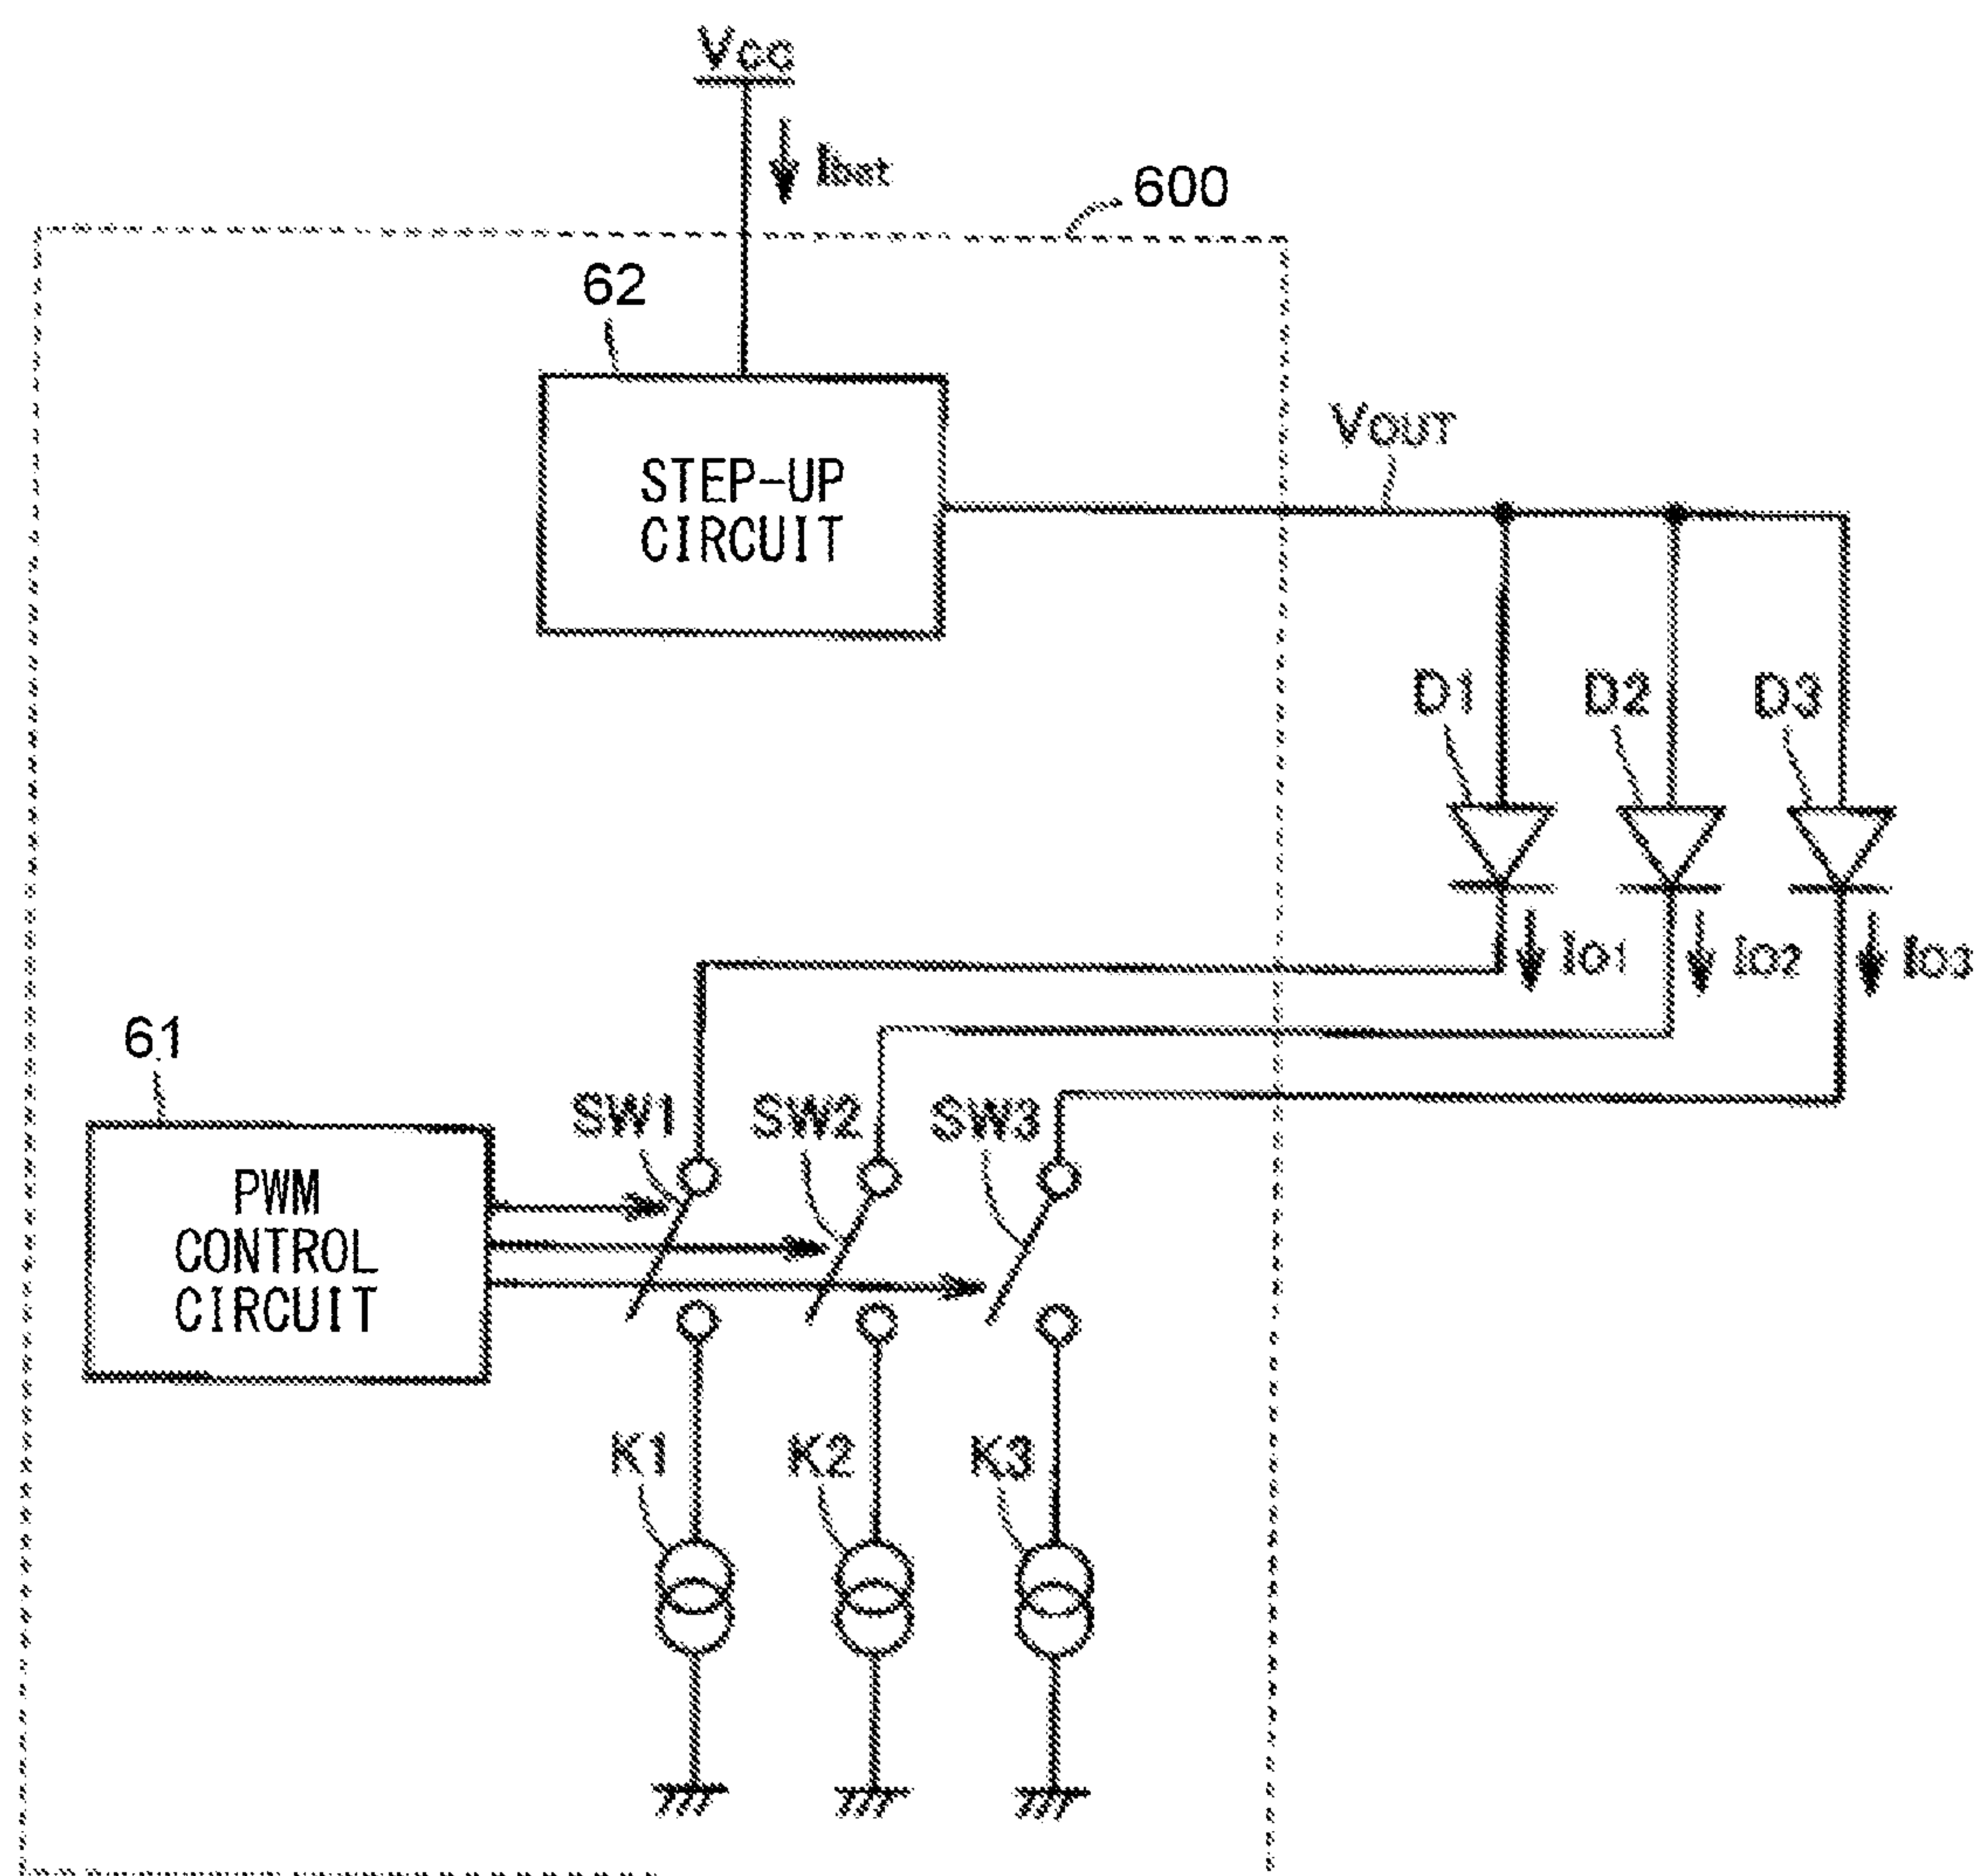 Vcc
Ibat
600
62
STEP-UP
CIRCUIT
VOUT
D1
D2
D3
IO1
IO2
IO3
61
SW1
SW2
SW3
PWM
CONTROL
CIRCUIT
K1
K2
K3